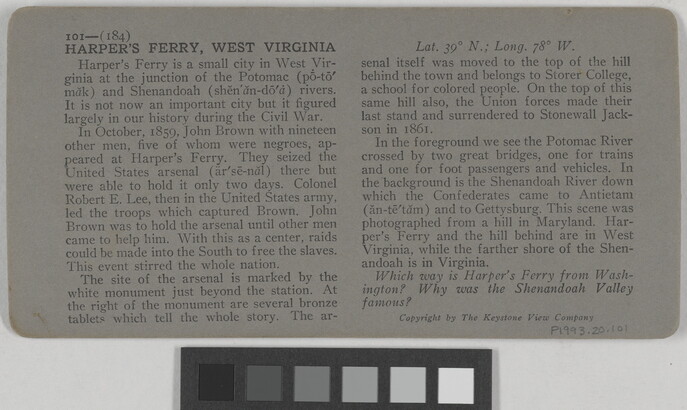 101—(184)
HARPER'S FERRY, WEST VIRGINIA
Harper's Ferry is a small city in West Vir-
ginia at the junction of the Potomac (pō-tō′
măk) and Shenandoah (shĕn′ăn-dō′ȧ) rivers.
It is not now an important city but it figured
largely in our history during the Civil War.
In October, 1859, John Brown with nineteen
other men, five of whom were negroes, ap-
peared at Harper's Ferry. They seized the
United States arsenal (är′sē-năl) there but
were able to hold it only two days. Colonel
Robert E. Lee, then in the United States army,
led the troops which captured Brown. John
Brown was to hold the arsenal until other men
came to help him. With this as a center, raids
could be made into the South to free the slaves.
This event stirred the whole nation.
The site of the arsenal is marked by the
white monument just beyond the station. At
the right of the monument are several bronze
tablets which tell the whole story. The ar-
Lat. 39° N.; Long. 78° W.
senal itself was moved to the top of the hill
behind the town and belongs to Storer College,
a school for colored people. On the top of this
same hill also, the Union forces made their
last stand and surrendered to Stonewall Jack-
son in 1861.
In the foreground we see the Potomac River
crossed by two great bridges, one for trains
and one for foot passengers and vehicles. In
the background is the Shenandoah River down
which the Confederates came to Antietam
(ăn-tē′tăm) and to Gettysburg. This scene was
photographed from a hill in Maryland. Har-
per's Ferry and the hill behind are in West
Virginia, while the farther shore of the Shen-
andoah is in Virginia.
Which way is Harper's Ferry from Wash-
ington? Why was the Shenandoah Valley
famous?
Copyright by The Keystone View Company
P1993.20.101